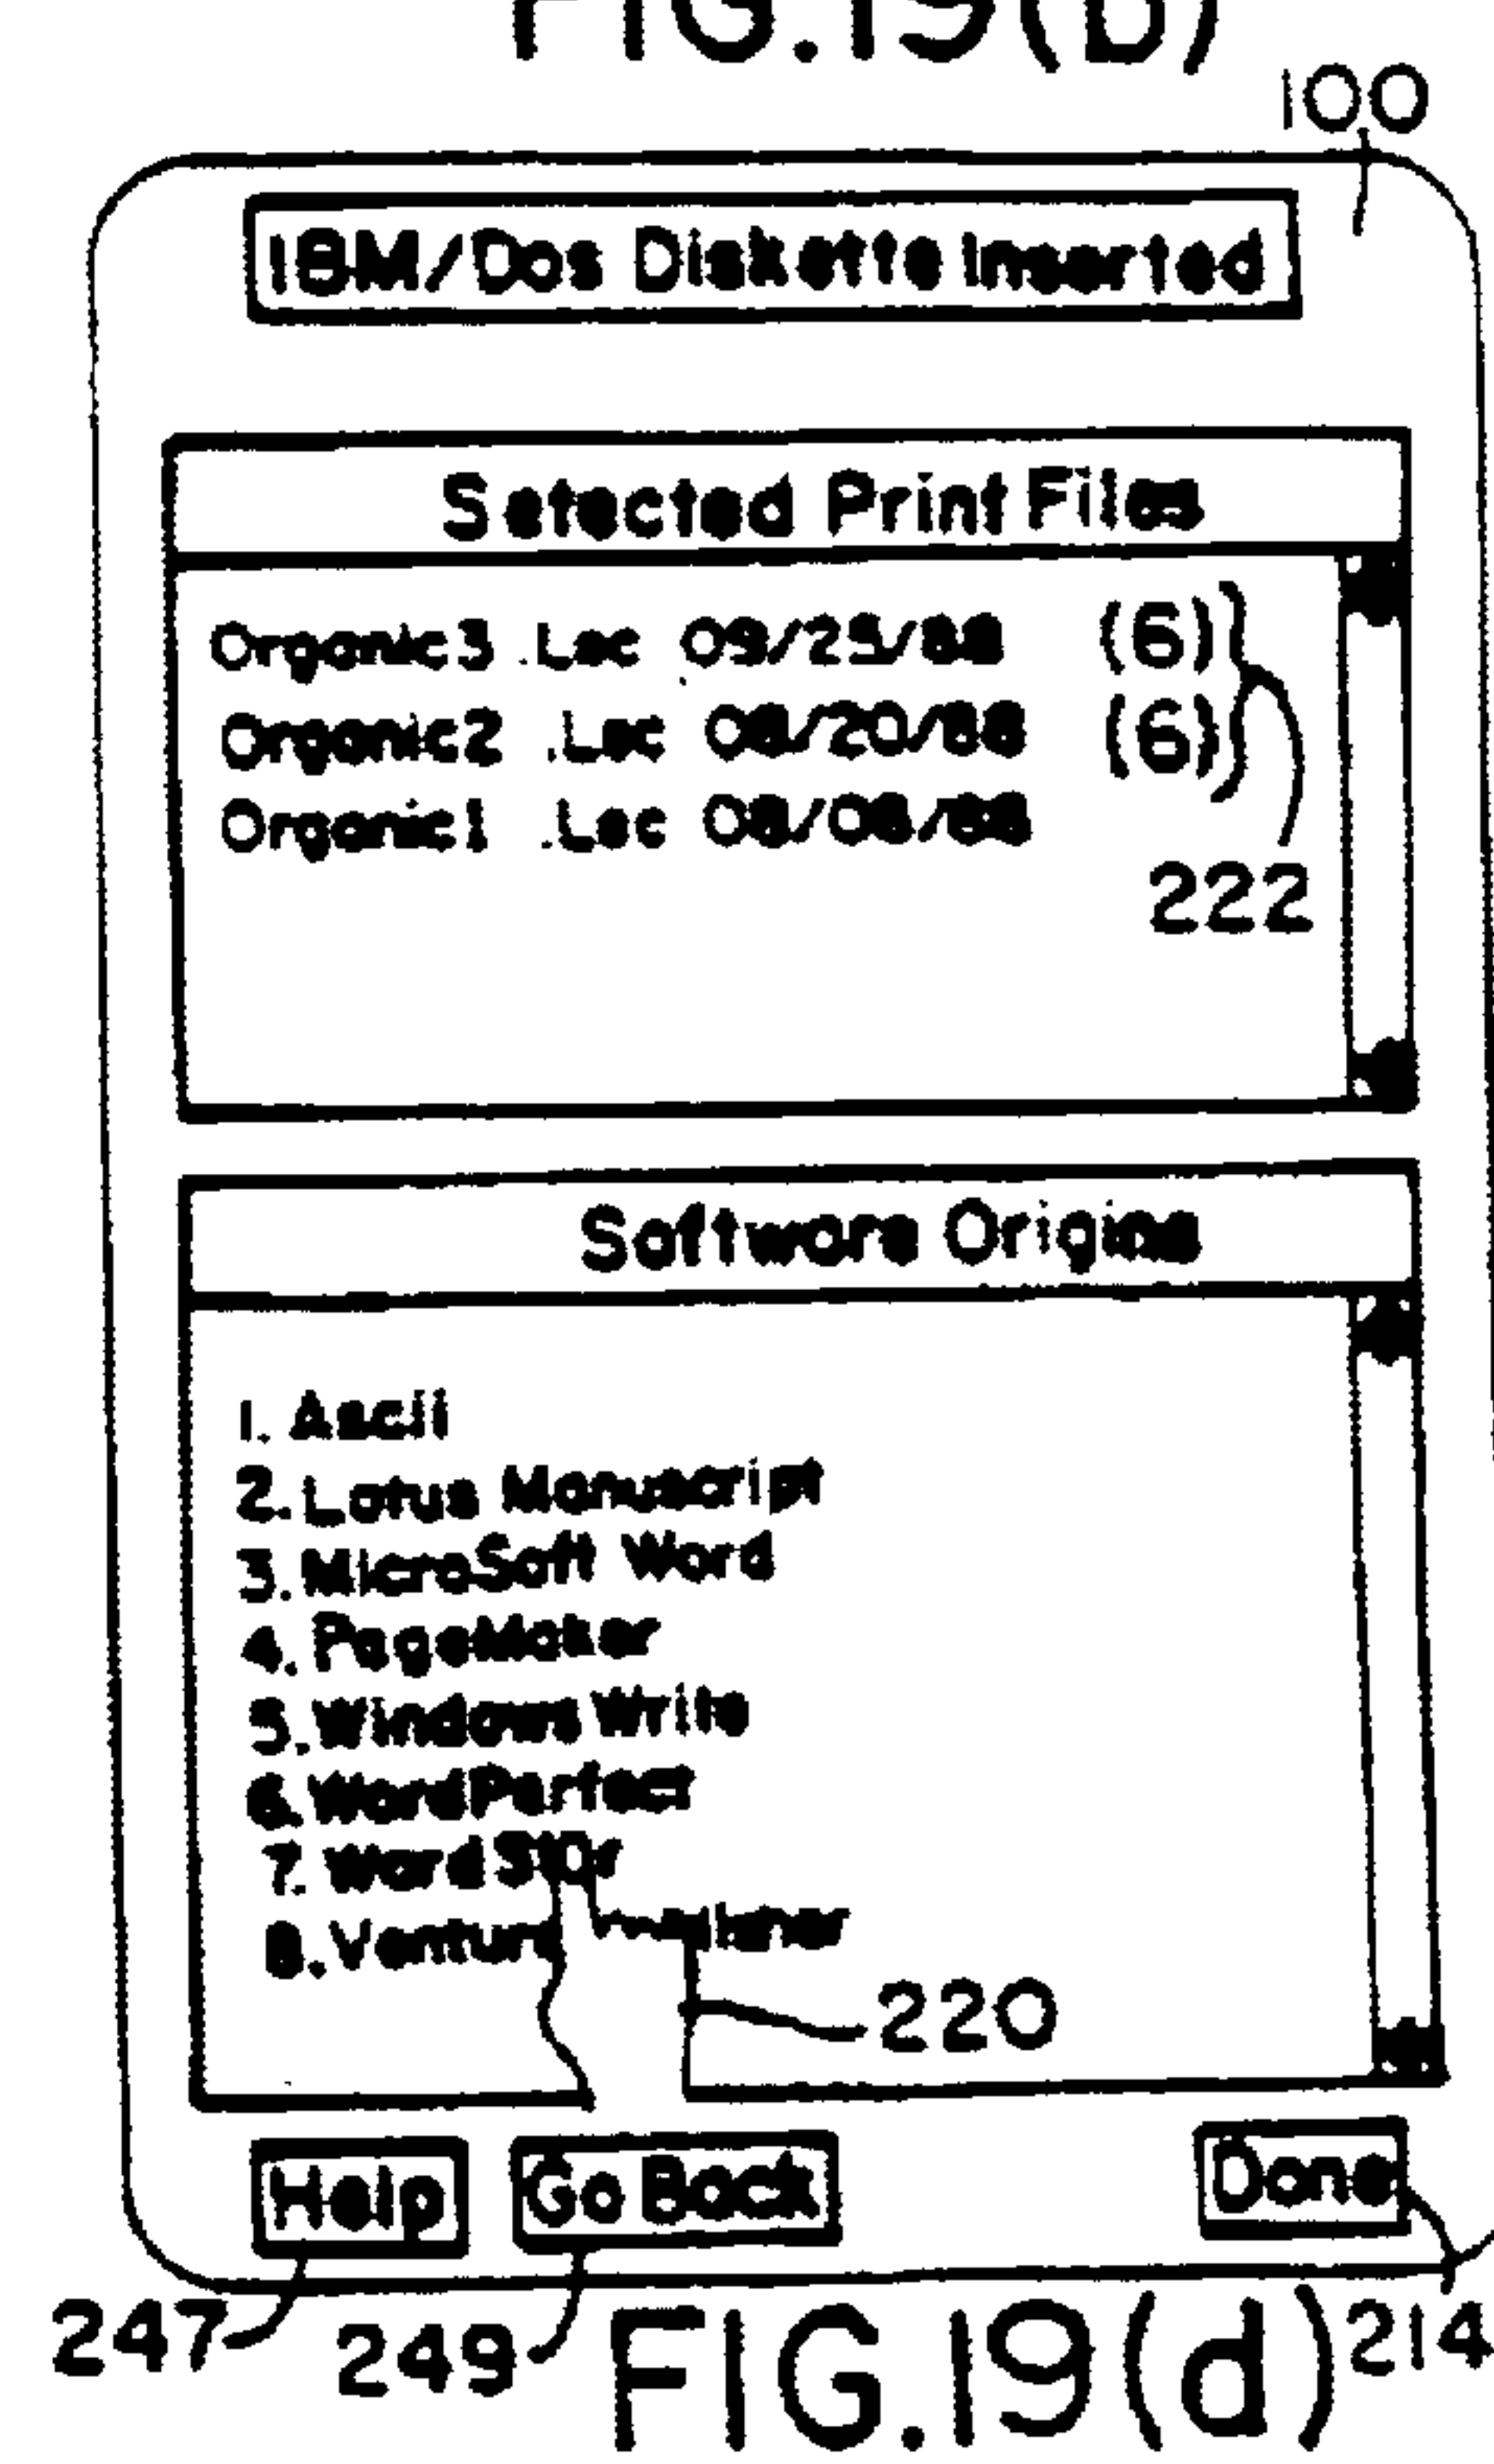 FIG.19(b)
100
IBM/Dos Diskette Inserted
Selected Print Files
Organic3 .Lec 09/25/88 (6)
Organic2 .Lec 08/20/88 (6)
Organic1 .Lec 08/08/88
222
Software Origins
1. Ascii
2. Lotus Manuscript
3. MicroSoft Word
4. PageMaker
5. Windows Write
6. WordPerfect
7. WordStar
8. Ventura
220
Help Go Back Done
247 249 FIG.19(d) 214